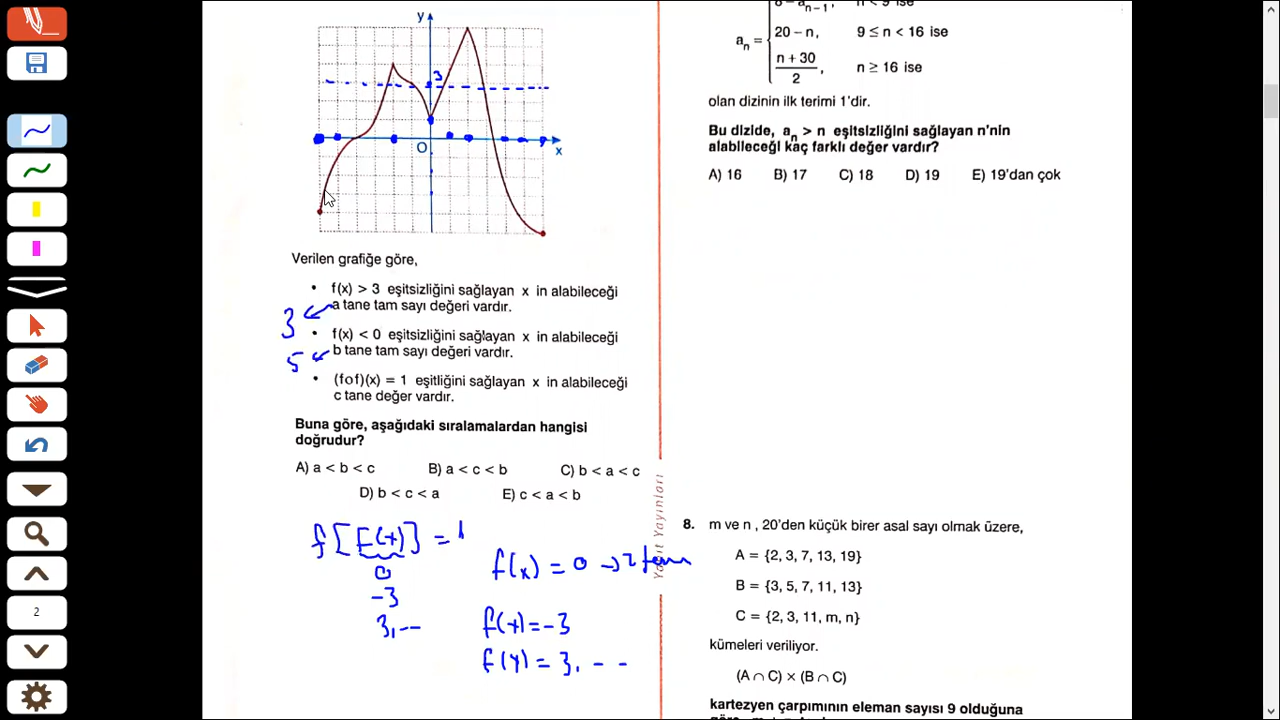 y
3
O
x
Verilen grafiğe göre,
• f(x) > 3 eşitsizliğini sağlayan x in alabileceği
a tane tam sayı değeri vardır.
3
• f(x) < 0 eşitsizliğini sağlayan x in alabileceği
b tane tam sayı değeri vardır.
5
• (fof)(x) = 1 eşitliğini sağlayan x in alabileceği
c tane değer vardır.
Buna göre, aşağıdaki sıralamalardan hangisi
doğrudur?
A) a < b < c B) a < c < b C) b < a < c
D) b < c < a E) c < a < b
f[F(x)] = 1
0
-3
3,--
f(x) = 0 → 2 tane
f(x) = -3
f(x) = 3, - -
n < 9 ise
aₙ =
20 – n, 9 ≤ n < 16 ise
n + 30
2 , n ≥ 16 ise
olan dizinin ilk terimi 1'dir.
Bu dizide, aₙ > n eşitsizliğini sağlayan n'nin
alabileceği kaç farklı değer vardır?
A) 16 B) 17 C) 18 D) 19 E) 19'dan çok
Yayınları
8. m ve n , 20'den küçük birer asal sayı olmak üzere,
A = {2, 3, 7, 13, 19}
B = {3, 5, 7, 11, 13}
C = {2, 3, 11, m, n}
kümeleri veriliyor.
(A ∩ C) × (B ∩ C)
kartezyen çarpımının eleman sayısı 9 olduğuna
2